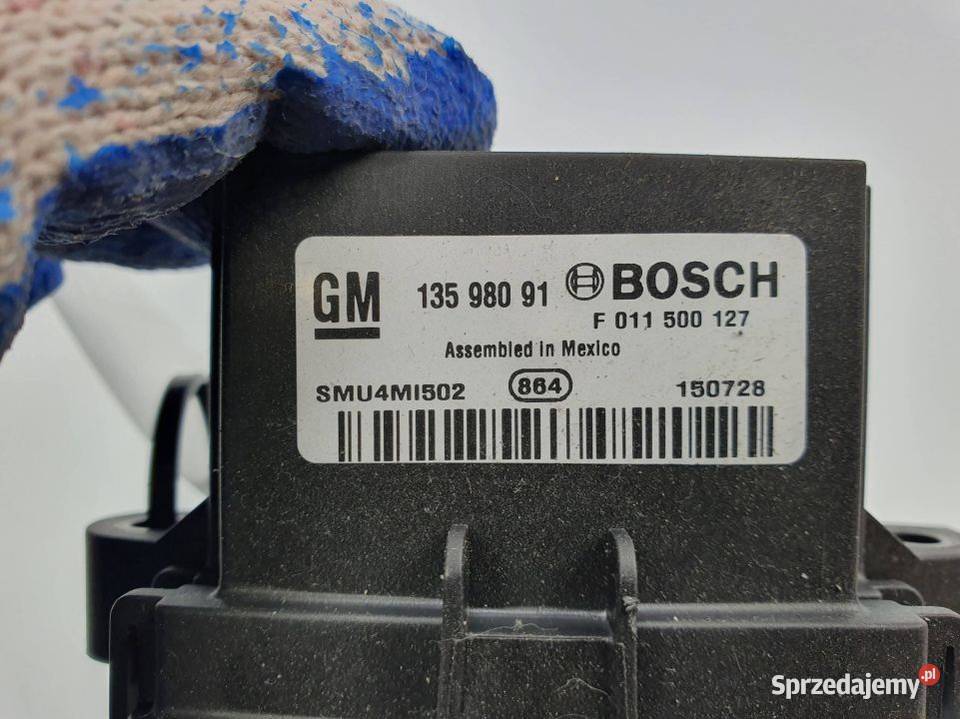 GM 135 980 91 BOSCH
F 011 500 127
Assembled in Mexico
SMU4MI502 864 150728
Sprzedajemy.pl